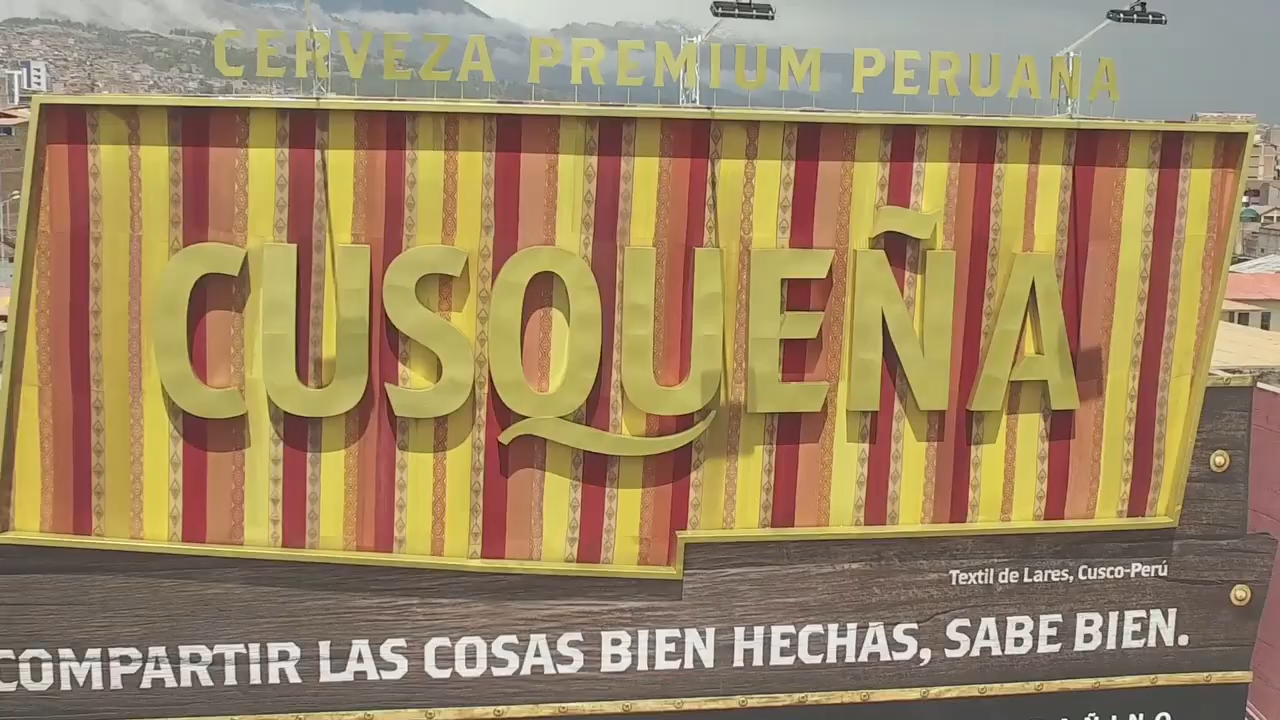 CERVEZA PREMIUM PERUANA
CUSQUEÑA
Textil de Lares, Cusco-Perú
COMPARTIR LAS COSAS BIEN HECHAS, SABE BIEN.